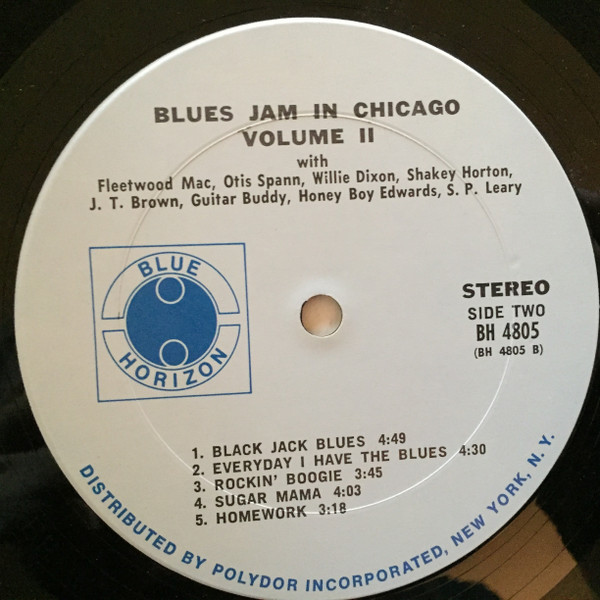 BLUES JAM IN CHICAGO
VOLUME II
with
Fleetwood Mac, Otis Spann, Willie Dixon, Shakey Horton,
J. T. Brown, Guitar Buddy, Honey Boy Edwards, S. P. Leary
BLUE
HORIZON
STEREO
SIDE TWO
BH 4805
(BH 4805 B)
1. BLACK JACK BLUES 4:49
2. EVERYDAY I HAVE THE BLUES 4:30
3. ROCKIN' BOOGIE 3:45
4. SUGAR MAMA 4:03
5. HOMEWORK 3:18
DISTRIBUTED BY POLYDOR INCORPORATED, NEW YORK, N. Y.